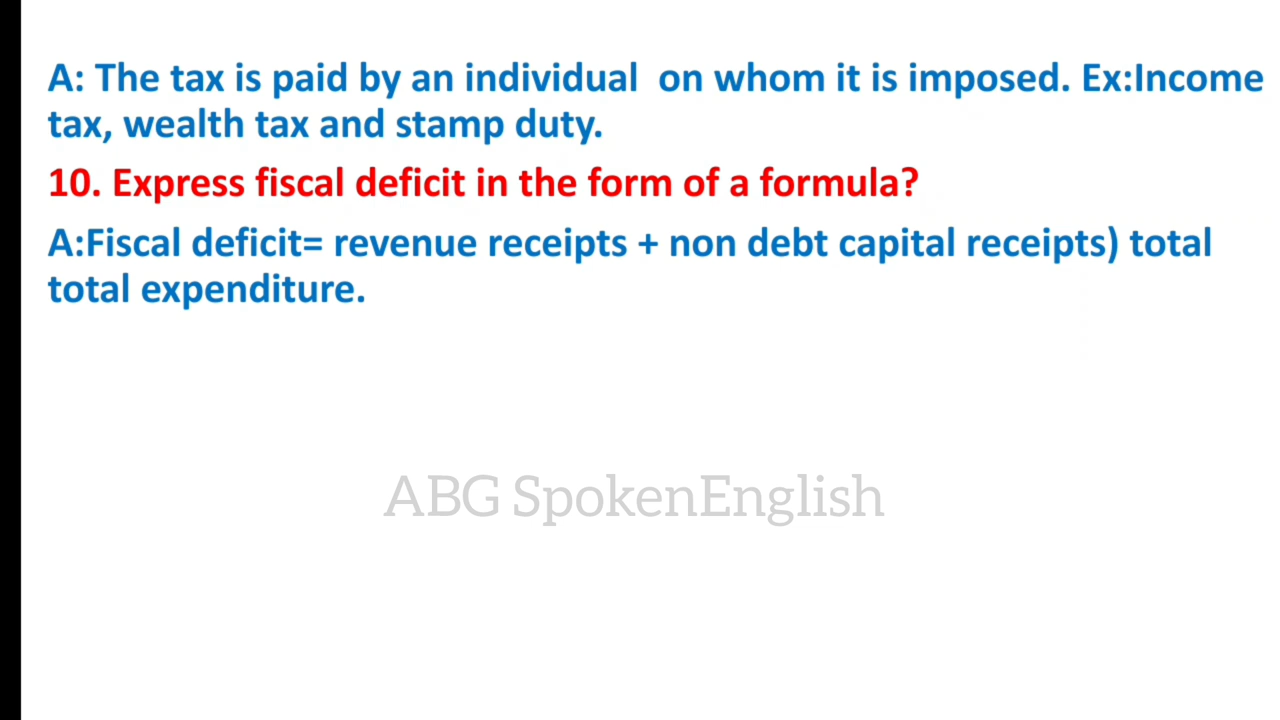 A: The tax is paid by an individual  on whom it is imposed. Ex:Income
tax, wealth tax and stamp duty.
10. Express fiscal deficit in the form of a formula?
A:Fiscal deficit= revenue receipts + non debt capital receipts) total
total expenditure.
ABG SpokenEnglish